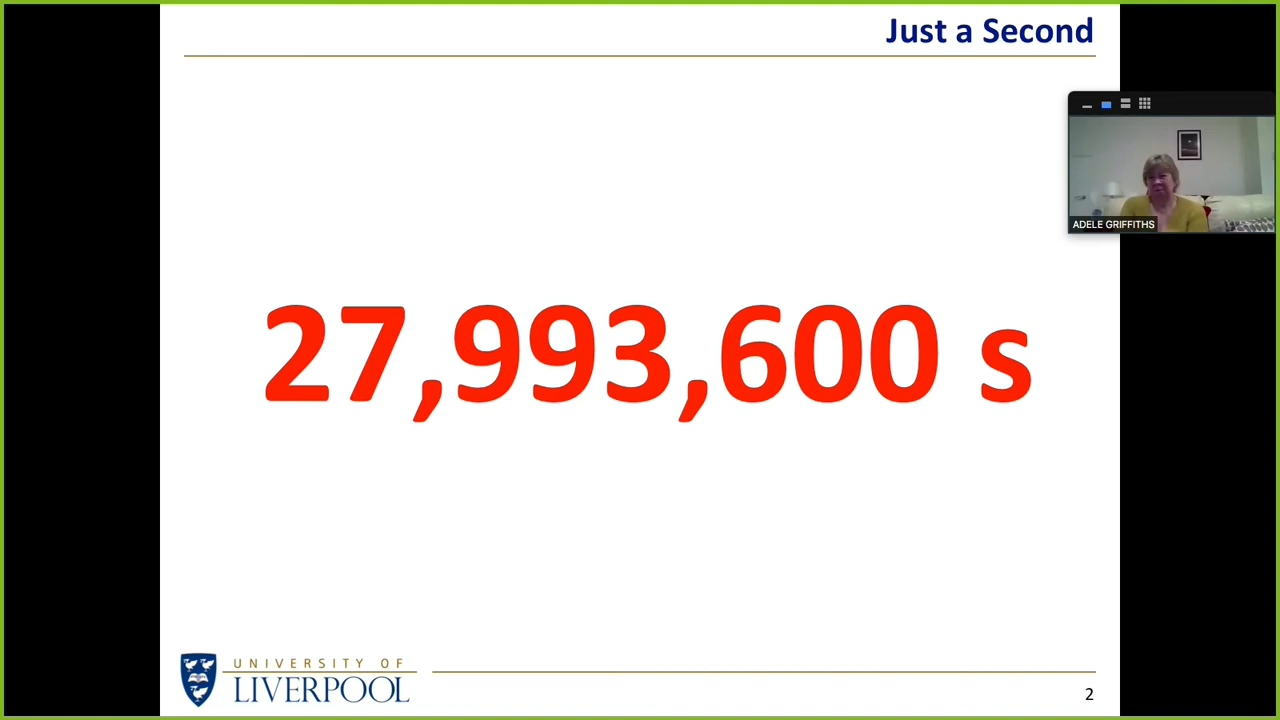 Just a Second
ADELE GRIFFITHS
27,993,600 s
UNIVERSITY OF
LIVERPOOL
2